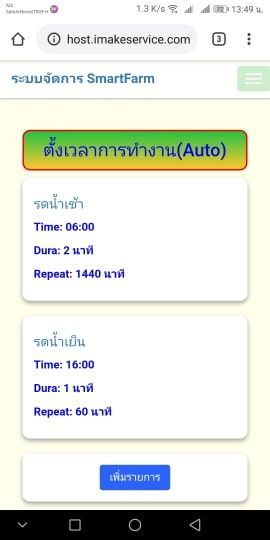 AIS
SafeAtHomeTRUEH
1.3 K/s 13:49 น.
host.imakeservice.com
3
ระบบจัดการ SmartFarm
ตั้งเวลาการทำงาน(Auto)
รดน้ำเช้า
Time: 06:00
Dura: 2 นาที
Repeat: 1440 นาที
รดน้ำเย็น
Time: 16:00
Dura: 1 นาที
Repeat: 60 นาที
เพิ่มรายการ